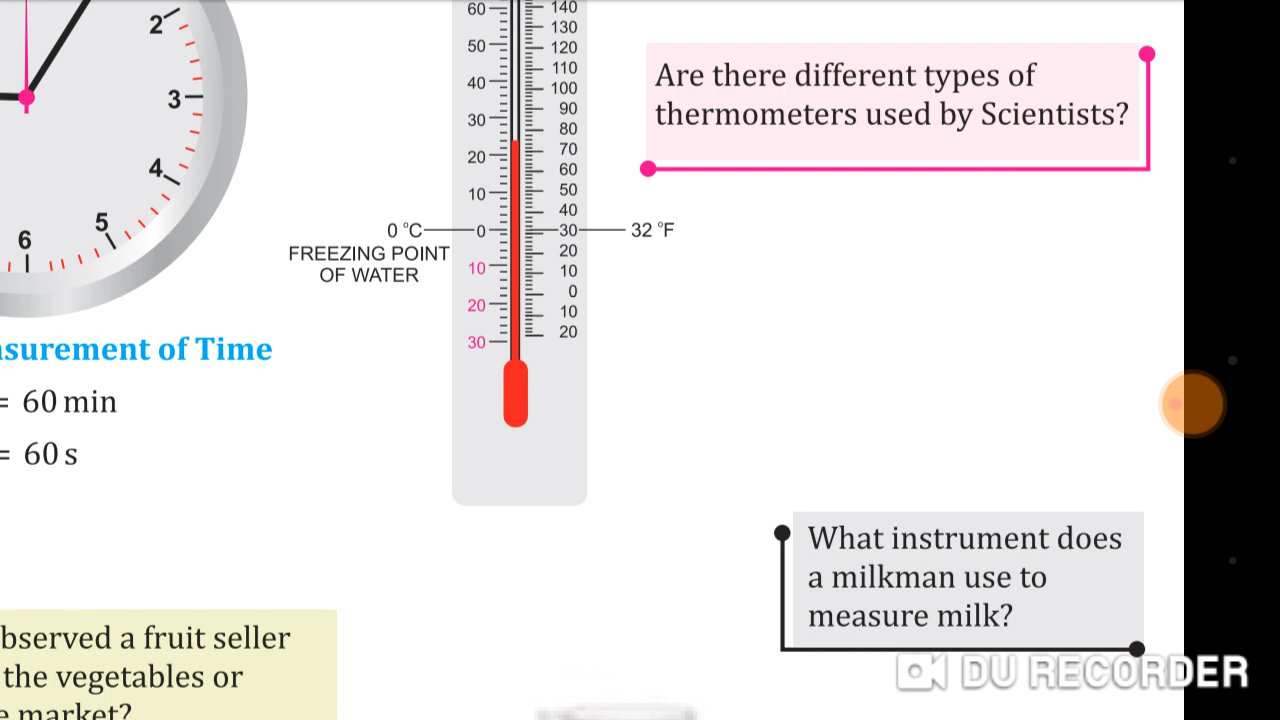 2
3
4
5
6
asurement of Time
= 60 min
= 60 s
60 140
130
50 120
110
40 100
90
30 80
70
20 60
50
10 40
0 °C 0 30 32 °F
FREEZING POINT
OF WATER
20
10 10
0
20 10
20
30
Are there different types of
thermometers used by Scientists?
What instrument does
a milkman use to
measure milk?
bserved a fruit seller
the vegetables or
e market?
DU RECORDER